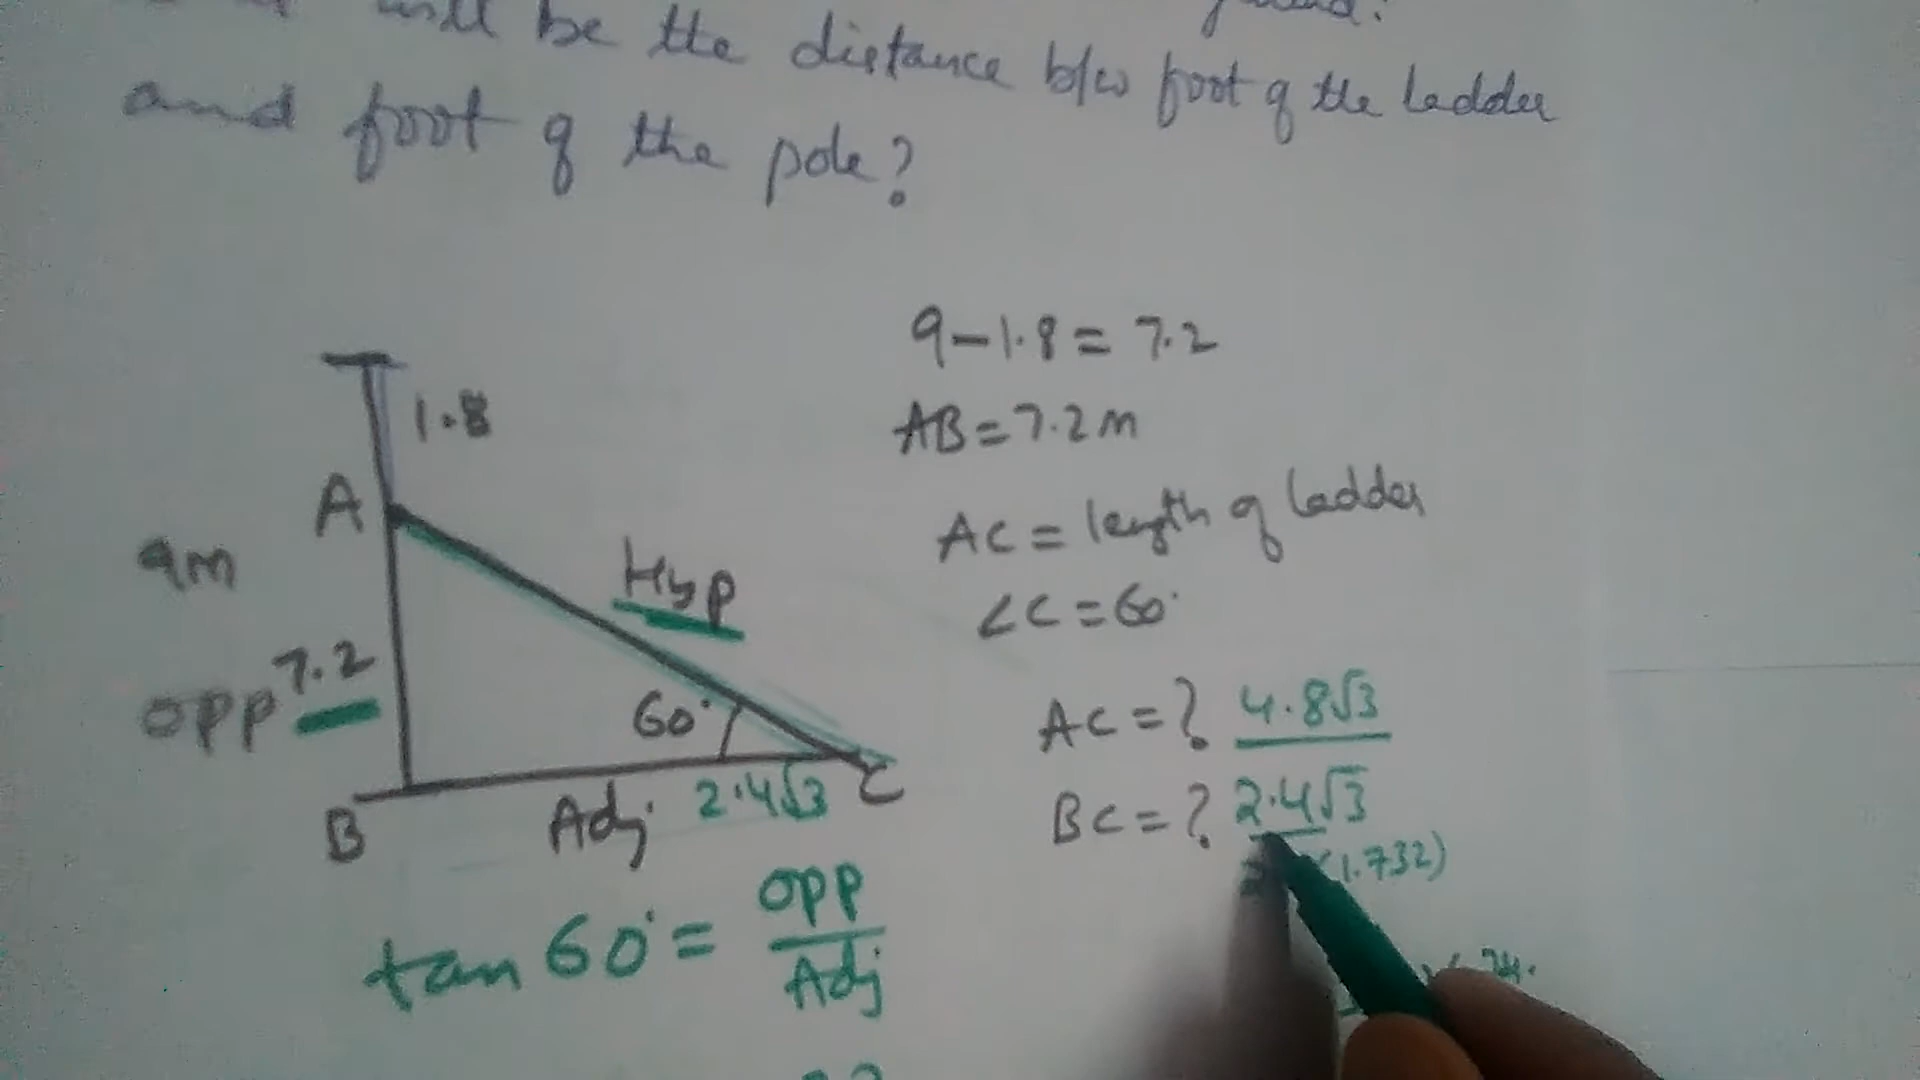 will be the distance b/w foot of the ladder
and foot of the pole?
9-1.8=7.2
1.8
AB=7.2m
A
AC=length of ladder
9m
Hyp
∠C=60°
7.2
opp
60°
AC=? 4.8√3
BC=? 2.4√3
2.4√3
C
B
Adj
(1.732)
tan 60°= opp
Adj